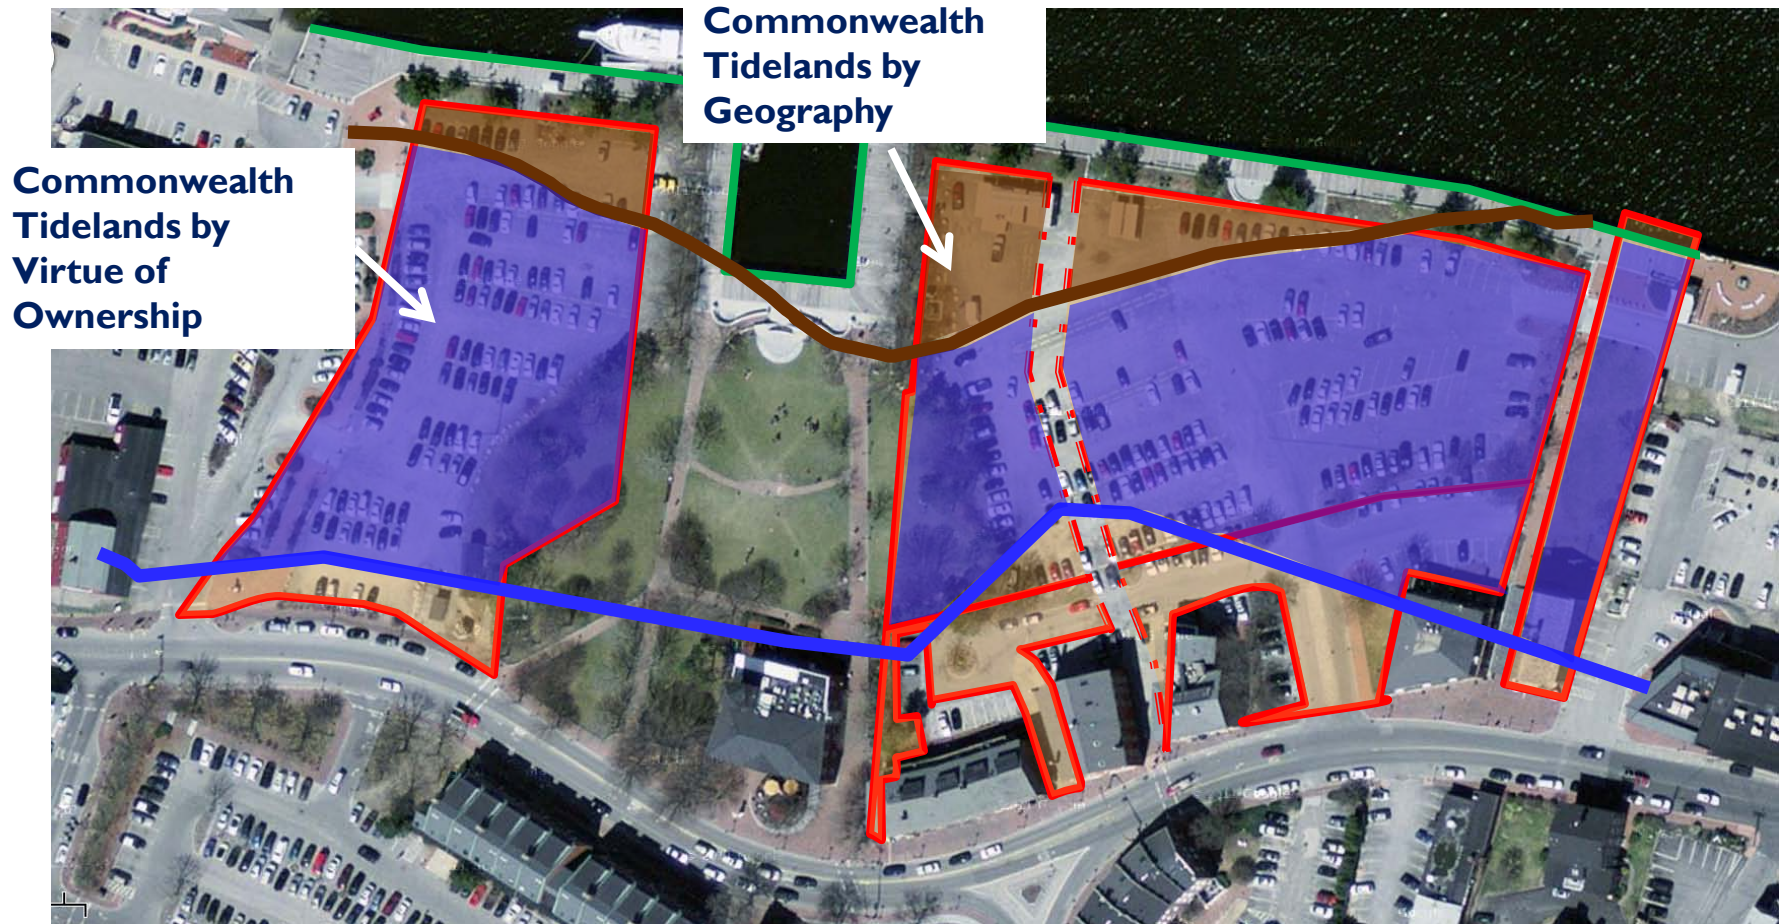 Commonwealth
Tidelands by
Geography
Commonwealth
Tidelands by
Virtue of
Ownership